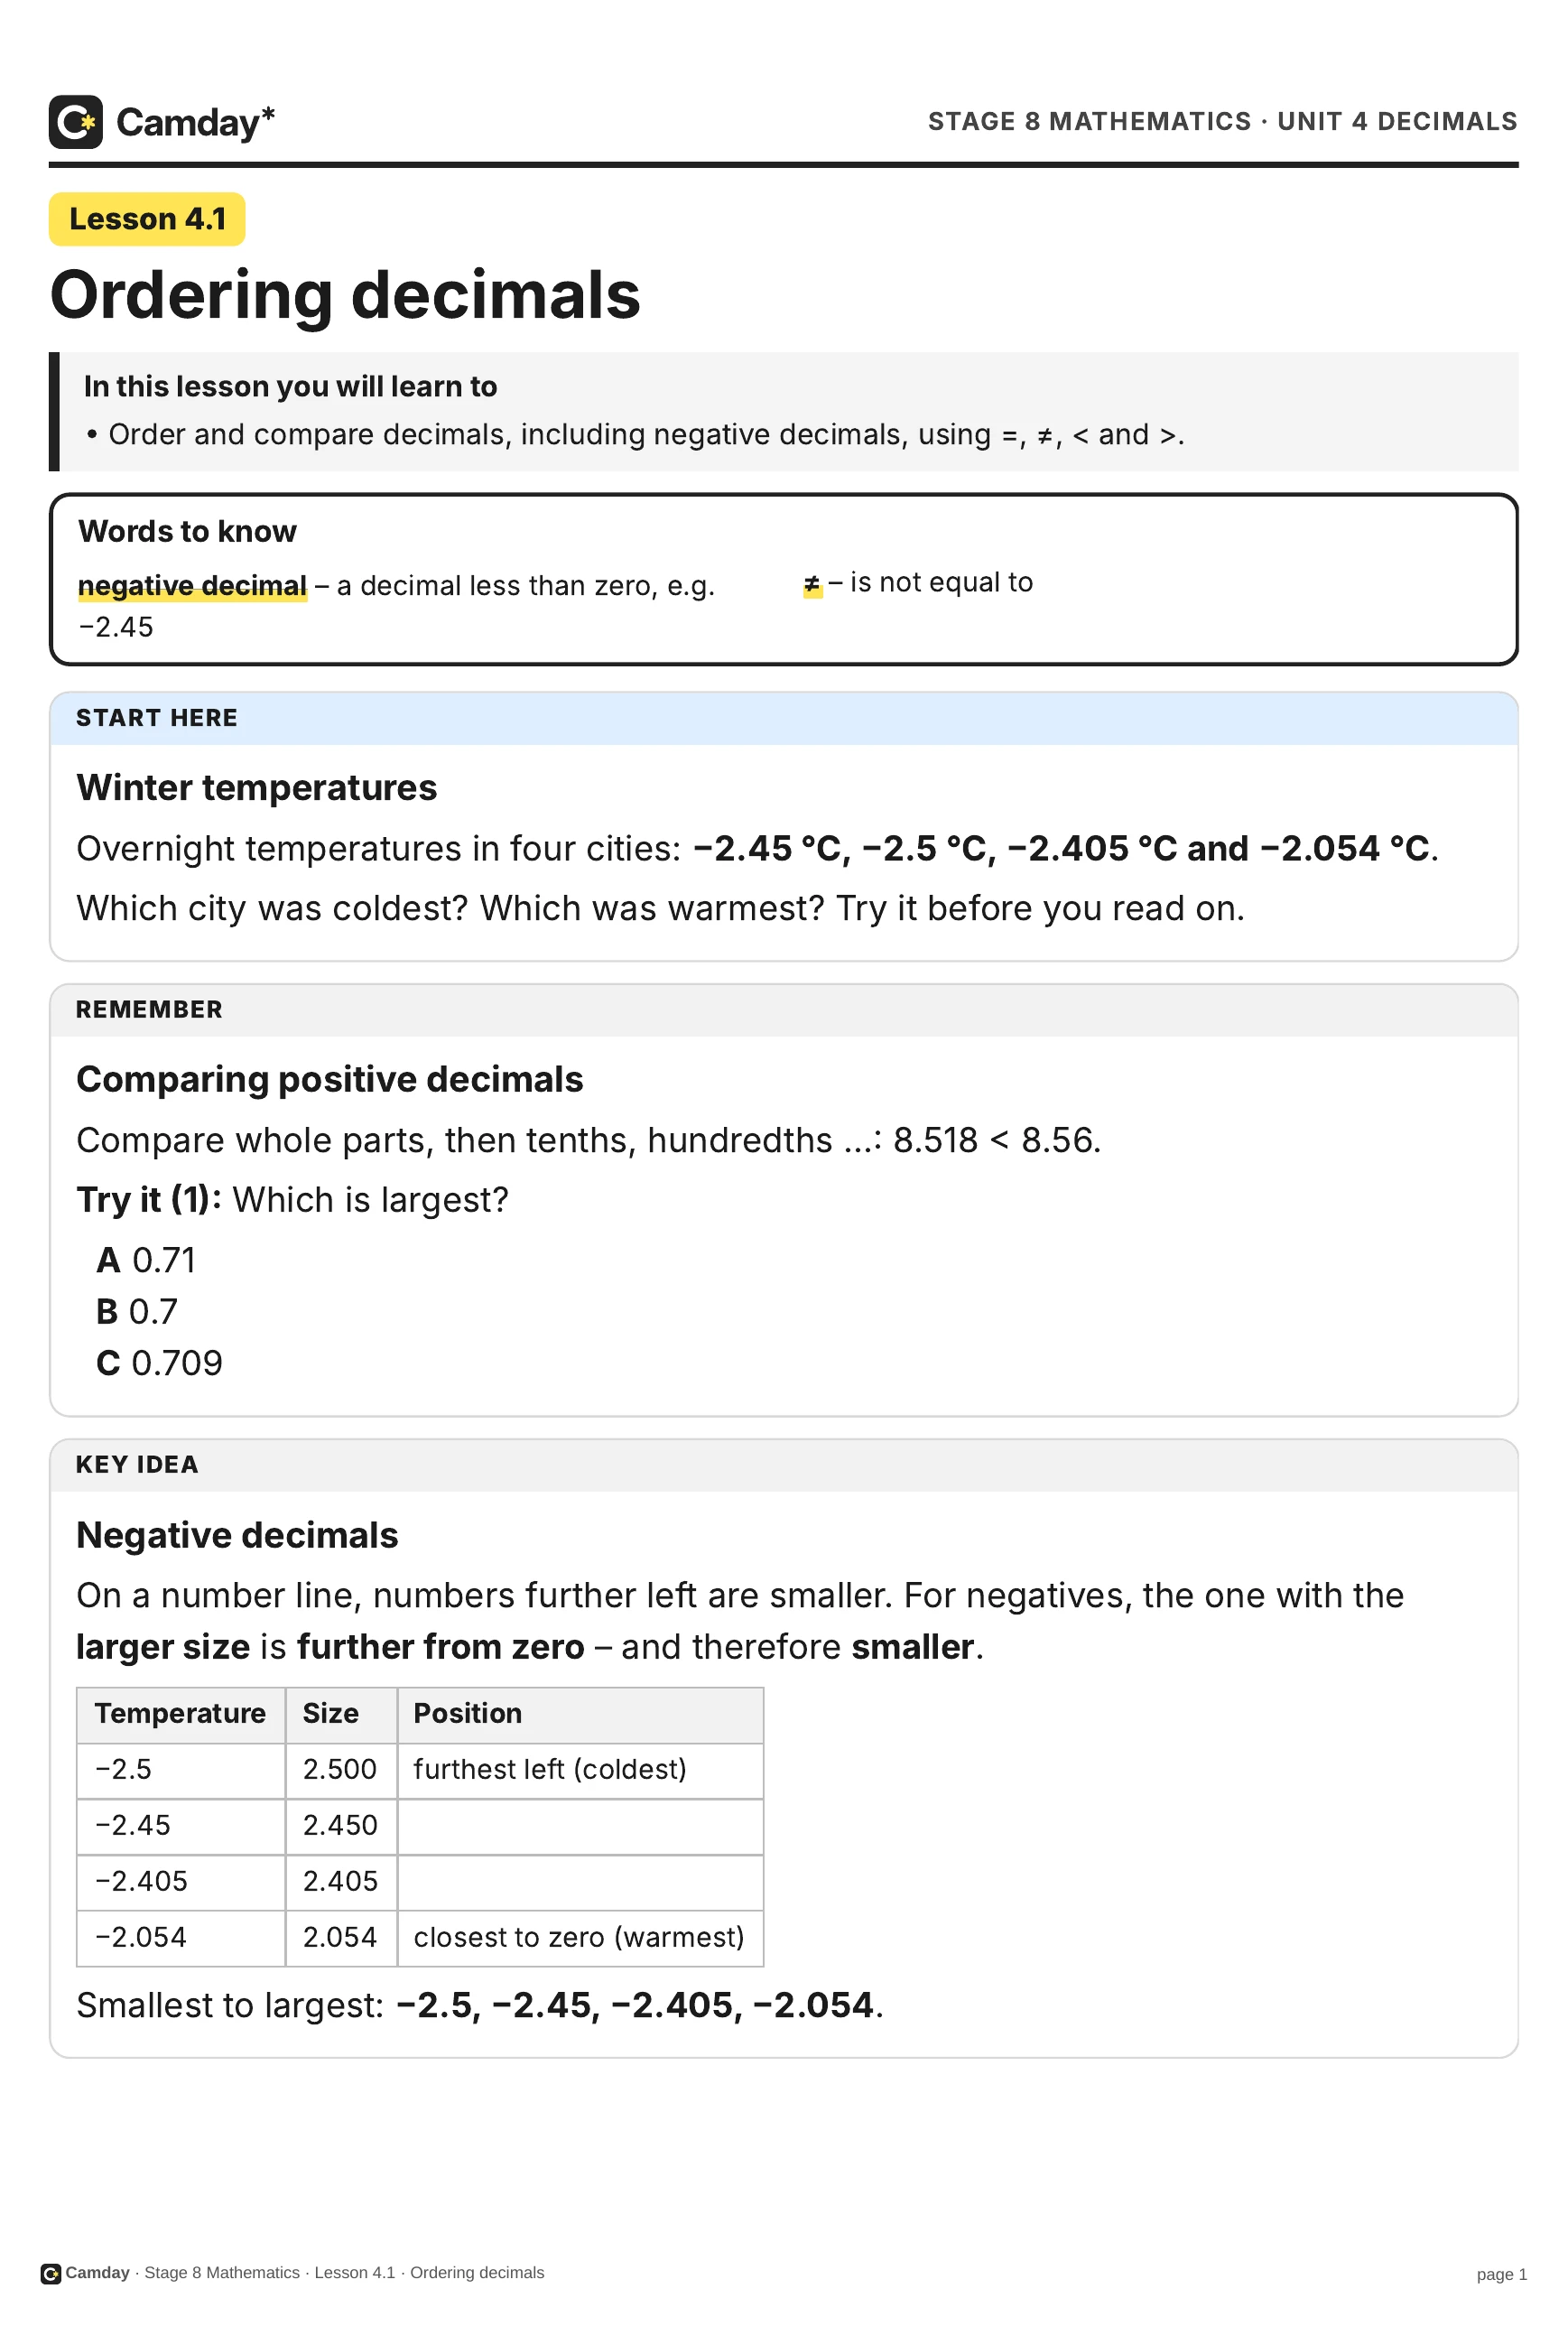 Camday*
STAGE 8 MATHEMATICS · UNIT 4 DECIMALS
Lesson 4.1
Ordering decimals
In this lesson you will learn to
• Order and compare decimals, including negative decimals, using =, ≠, < and >.
Words to know
negative decimal – a decimal less than zero, e.g.
−2.45
≠ – is not equal to
START HERE
Winter temperatures
Overnight temperatures in four cities: −2.45 °C, −2.5 °C, −2.405 °C and −2.054 °C.
Which city was coldest? Which was warmest? Try it before you read on.
REMEMBER
Comparing positive decimals
Compare whole parts, then tenths, hundredths …: 8.518 < 8.56.
Try it (1): Which is largest?
A 0.71
B 0.7
C 0.709
KEY IDEA
Negative decimals
On a number line, numbers further left are smaller. For negatives, the one with the
larger size is further from zero – and therefore smaller.
Temperature Size Position
−2.5 2.500 furthest left (coldest)
−2.45 2.450
−2.405 2.405
−2.054 2.054 closest to zero (warmest)
Smallest to largest: −2.5, −2.45, −2.405, −2.054.
Camday · Stage 8 Mathematics · Lesson 4.1 · Ordering decimals
page 1